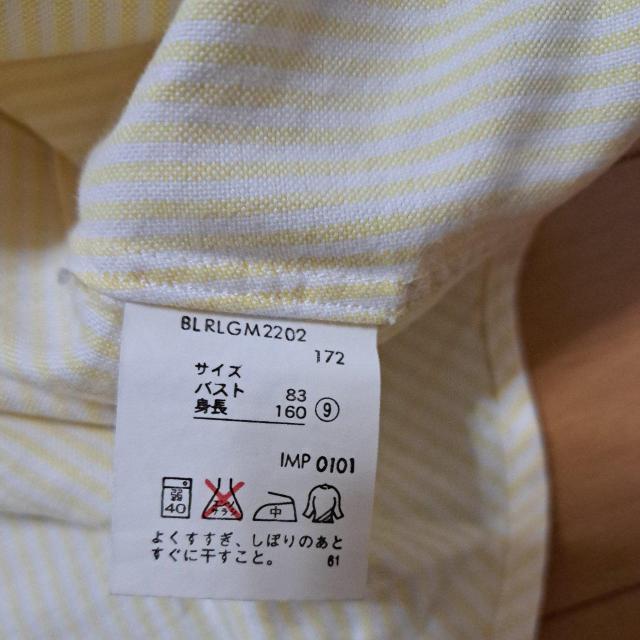 BLRLGM2202
172
サイズ
バスト 83
身長 160 ⑨
IMP 0101
40
中
よくすすぎ、しぼりのあと
すぐに干すこと。 61